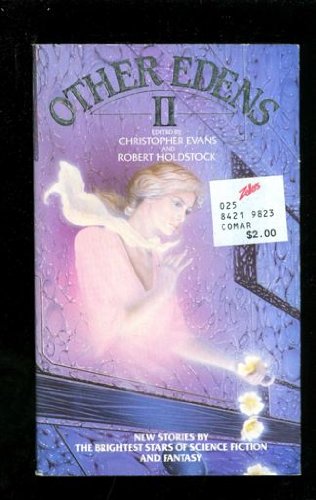 OTHER EDENS
II
EDITED BY
CHRISTOPHER EVANS
AND
ROBERT HOLDSTOCK
Zellers
025
8421 9823
COMAR
$2.00
NEW STORIES BY
THE BRIGHTEST STARS OF SCIENCE FICTION
AND FANTASY